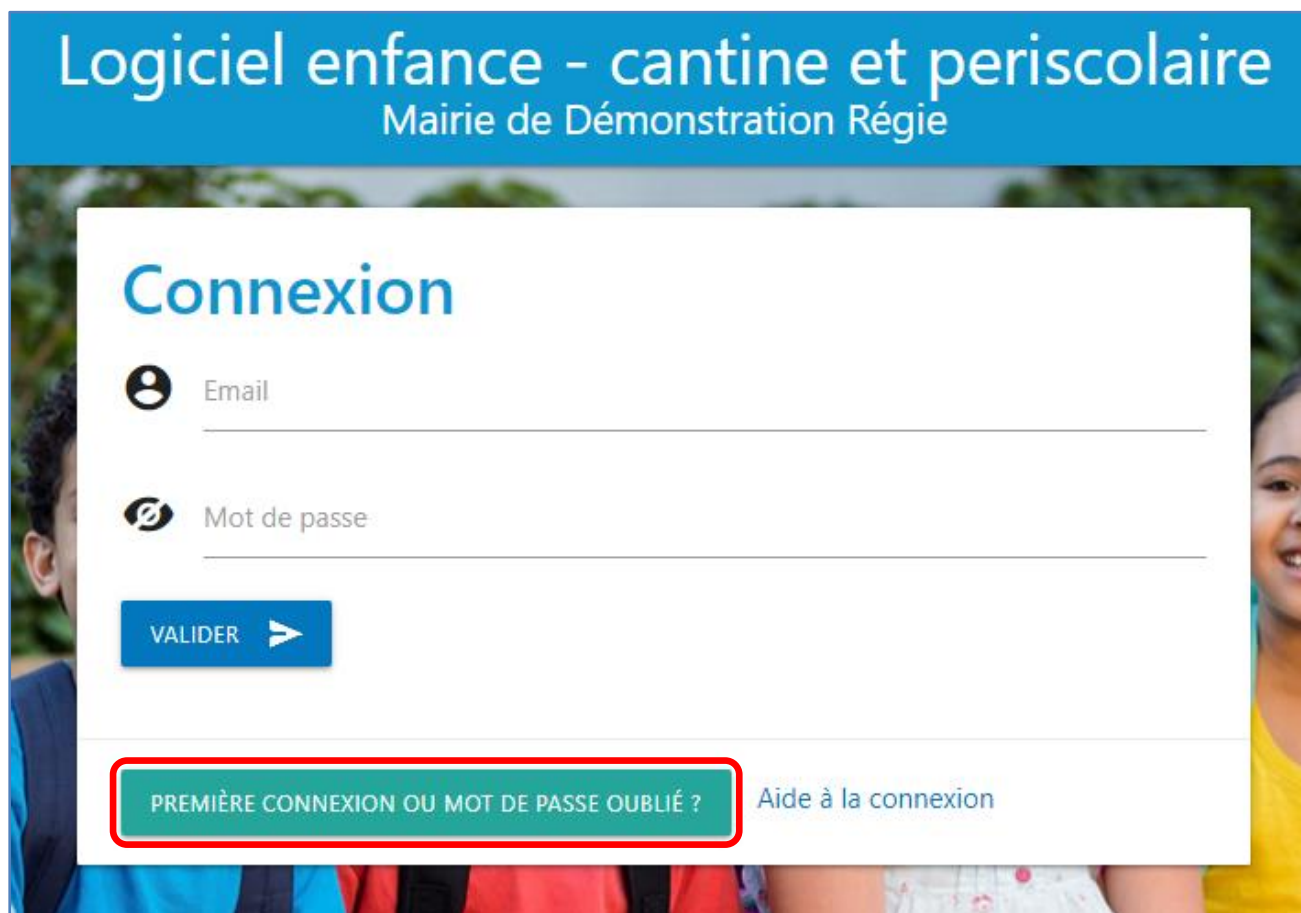 Logiciel enfance - cantine et periscolaire
Mairie de Démonstration Régie
Connexion
Email
Mot de passe
VALIDER
PREMIÈRE CONNEXION OU MOT DE PASSE OUBLIÉ ?
Aide à la connexion